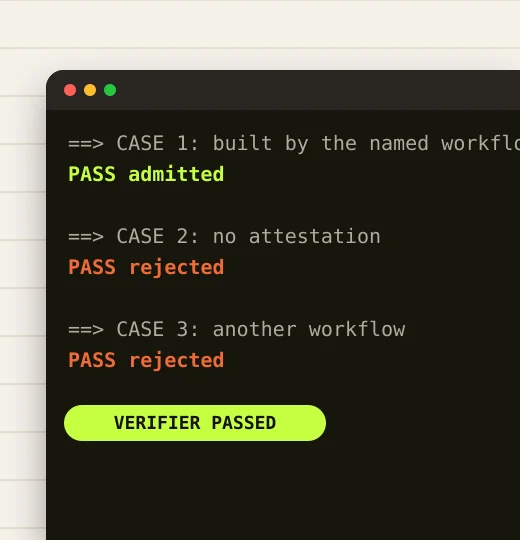 ==> CASE 1: built by the named
PASS admitted
==> CASE 2: no attestation
PASS rejected
==> CASE 3: another workflow
PASS rejected
VERIFIER PASSED